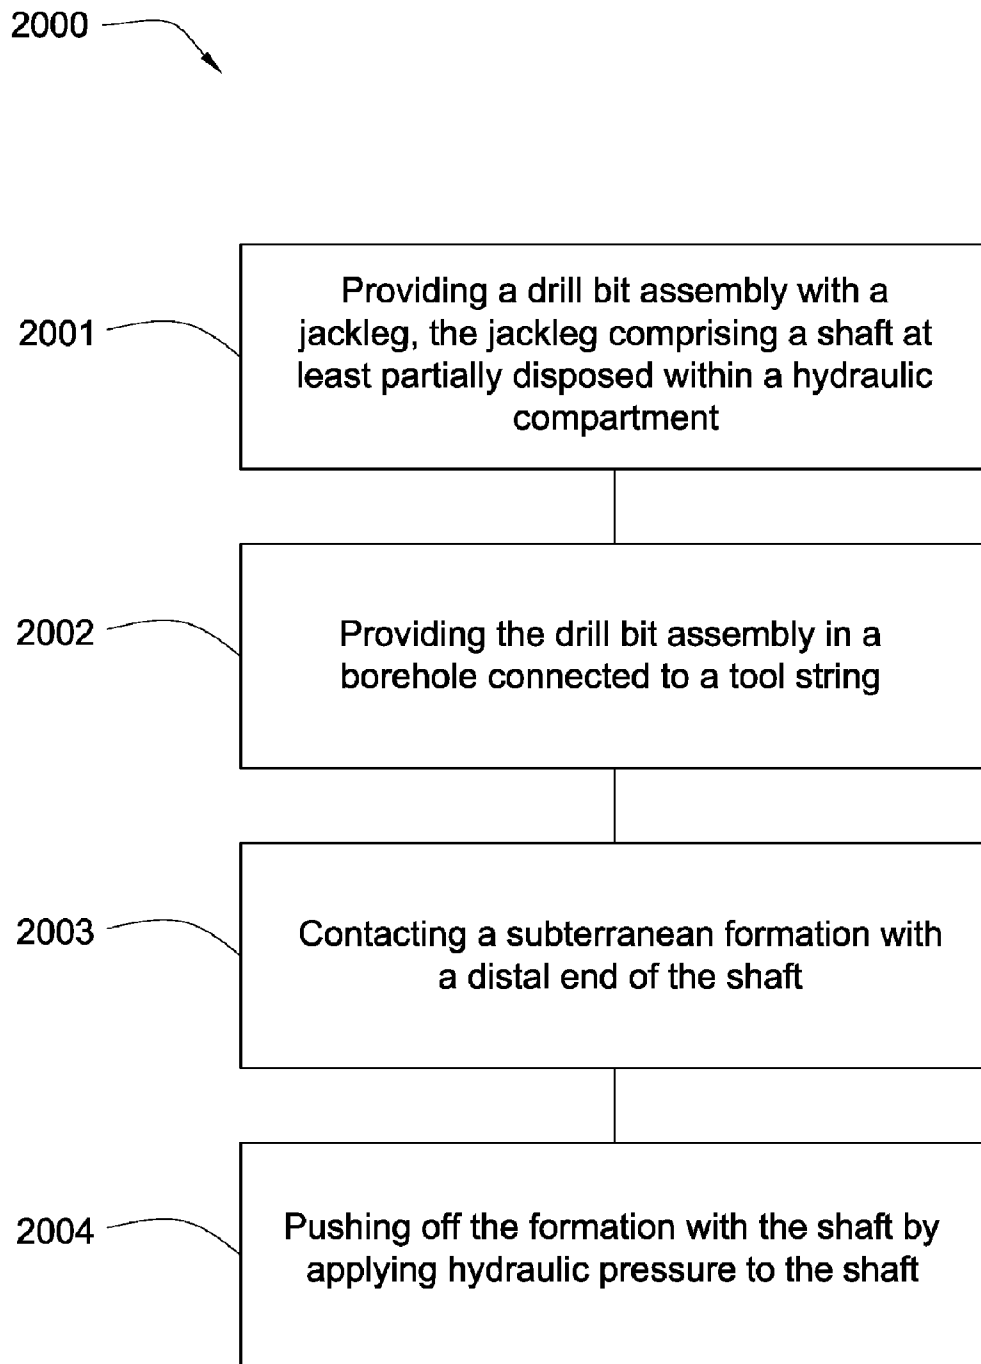 2000
2001
Providing a drill bit assembly with a
jackleg, the jackleg comprising a shaft at
least partially disposed within a hydraulic
compartment
2002
Providing the drill bit assembly in a
borehole connected to a tool string
2003
Contacting a subterranean formation with
a distal end of the shaft
2004
Pushing off the formation with the shaft by
applying hydraulic pressure to the shaft